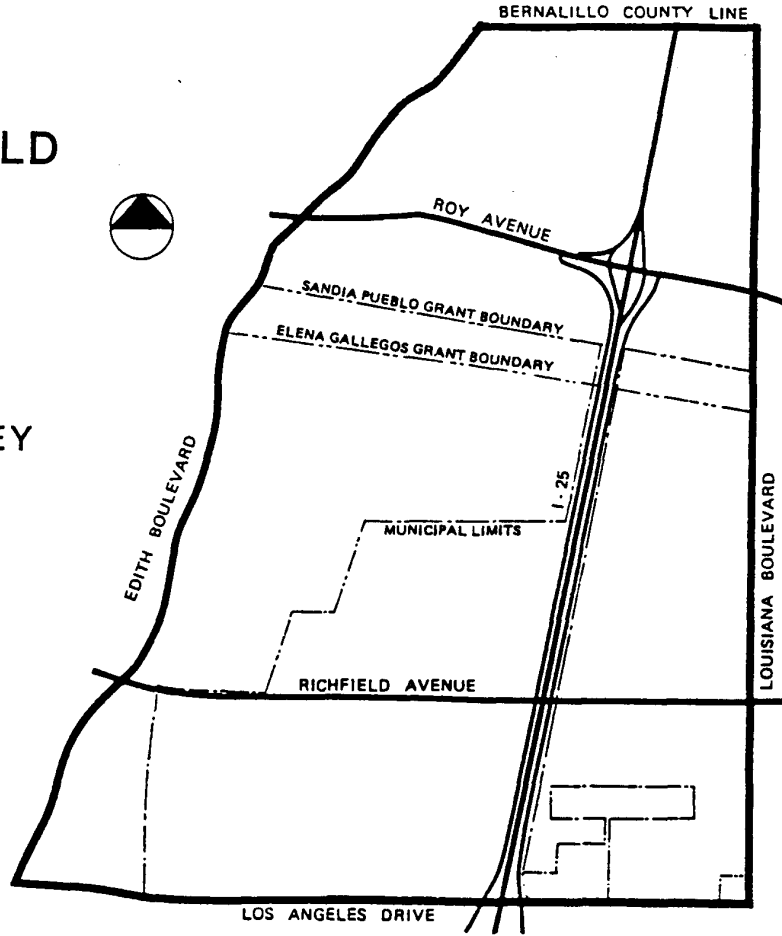 BERNALILLO COUNTY LINE
LD
ROY AVENUE
SANDIA PUEBLO GRANT BOUNDARY
ELENA GALLEGOS GRANT BOUNDARY
EY
EDITH BOULEVARD
I - 25
MUNICIPAL LIMITS
LOUISIANA BOULEVARD
RICHFIELD AVENUE
LOS ANGELES DRIVE